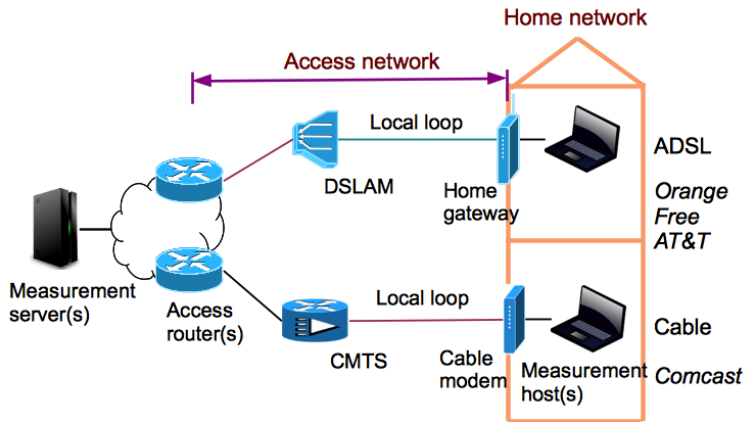 Home network
Access network
Local loop
ADSL
DSLAM
Home
gateway
Orange
Free
AT&T
Measurement
server(s)
Access
router(s)
Local loop
CMTS
Cable
modem
Measurement
host(s)
Cable
Comcast